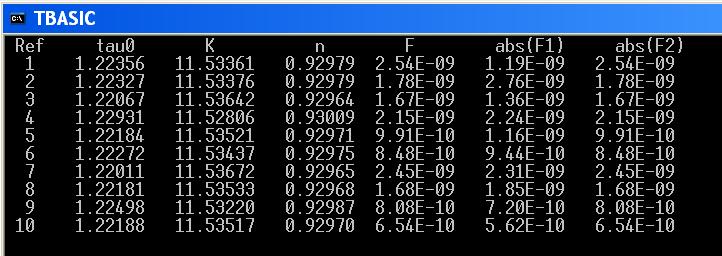 C:\ TBASIC
Ref tau0 K n F abs(F1) abs(F2)
1 1.22356 11.53361 0.92979 2.54E-09 1.19E-09 2.54E-09
2 1.22327 11.53376 0.92979 1.78E-09 2.76E-09 1.78E-09
3 1.22067 11.53642 0.92964 1.67E-09 1.36E-09 1.67E-09
4 1.22931 11.52806 0.93009 2.15E-09 2.24E-09 2.15E-09
5 1.22184 11.53521 0.92971 9.91E-10 1.16E-09 9.91E-10
6 1.22272 11.53437 0.92975 8.48E-10 9.44E-10 8.48E-10
7 1.22011 11.53672 0.92965 2.45E-09 2.31E-09 2.45E-09
8 1.22181 11.53533 0.92968 1.68E-09 1.85E-09 1.68E-09
9 1.22498 11.53220 0.92987 8.08E-10 7.20E-10 8.08E-10
10 1.22188 11.53517 0.92970 6.54E-10 5.62E-10 6.54E-10